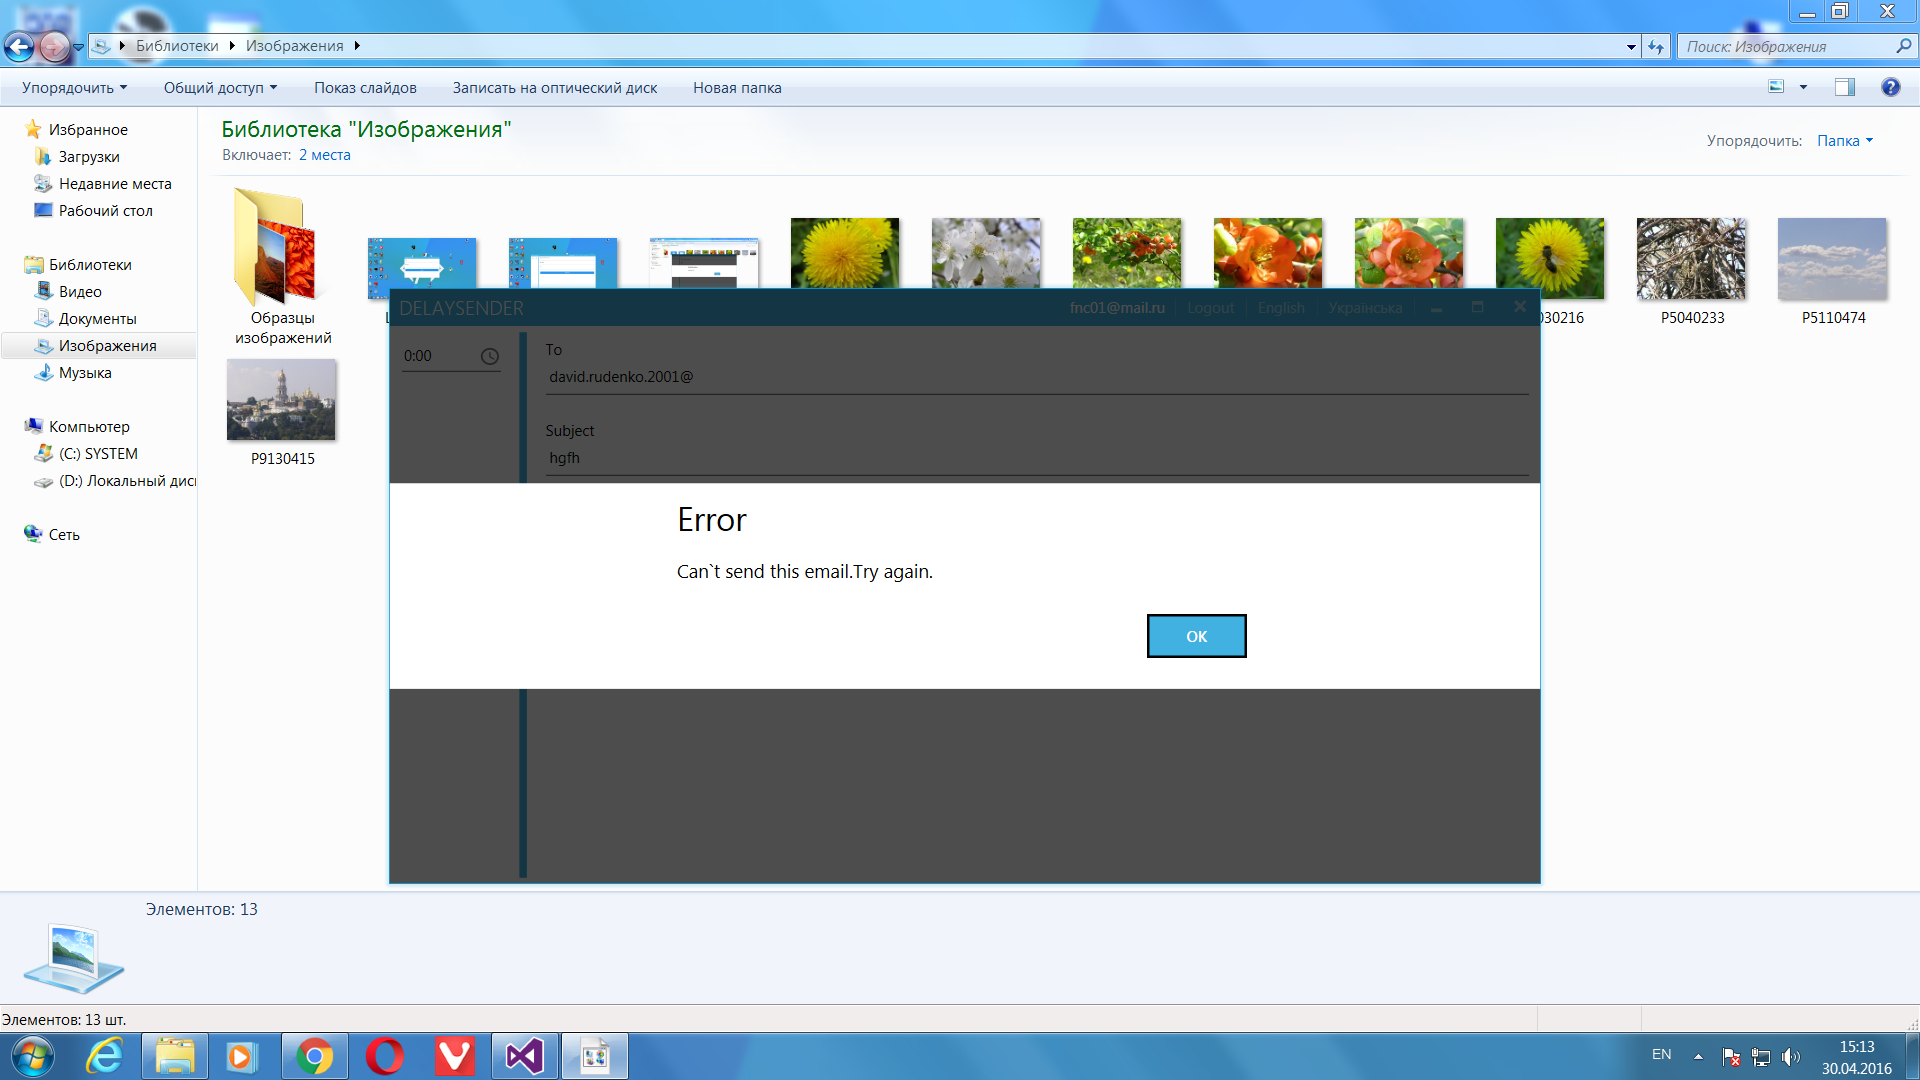 Библиотеки
Изображения
Поиск: Изображения
Упорядочить
Общий доступ
Показ слайдов
Записать на оптический диск
Новая папка
Избранное
Загрузки
Недавние места
Рабочий стол
Библиотеки
Видео
Документы
Изображения
Музыка
Компьютер
(C:) SYSTEM
(D:) Локальный дис
Сеть
Библиотека "Изображения"
Включает: 2 места
Упорядочить: Папка
Образцы
изображений
030216
P5040233
P5110474
P9130415
DELAYSENDER
fnc01@mail.ru
Logout
English
Українська
0:00
To
david.rudenko.2001@
Subject
hgfh
Error
Can`t send this email.Try again.
OK
Элементов: 13
Элементов: 13 шт.
EN
15:13
30.04.2016